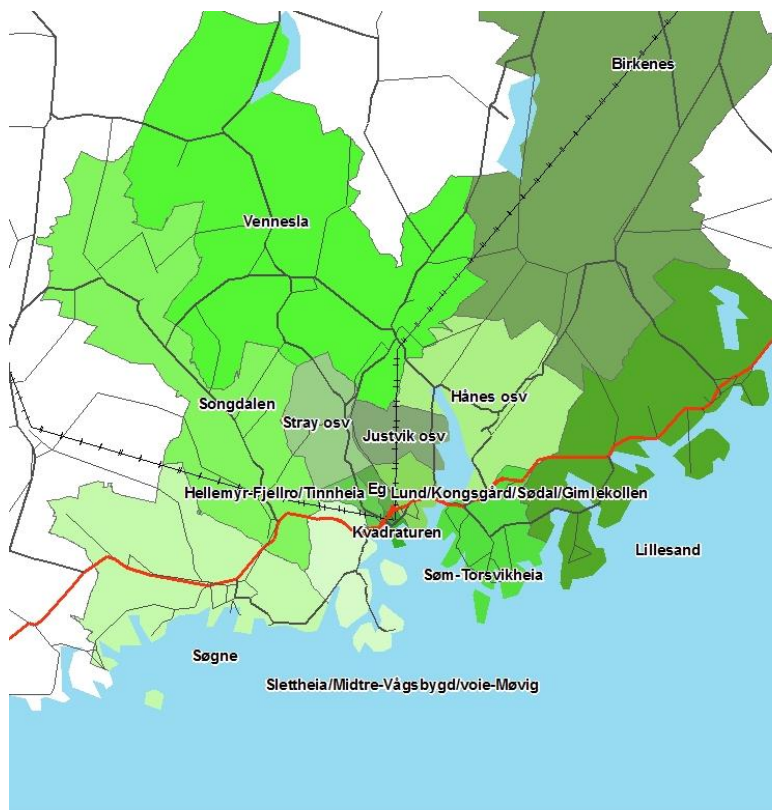 Birkenes
Vennesla
Songdalen
Hånes osv
Stray osv
Justvik osv
Hellemyr-Fjellro/Tinnheia
Eg
Lund/Kongsgård/Sødal/Gimlekollen
Kvadraturen
Lillesand
Søm-Torsvikheia
Søgne
Slettheia/Midtre-Vågsbygd/voie-Møvig